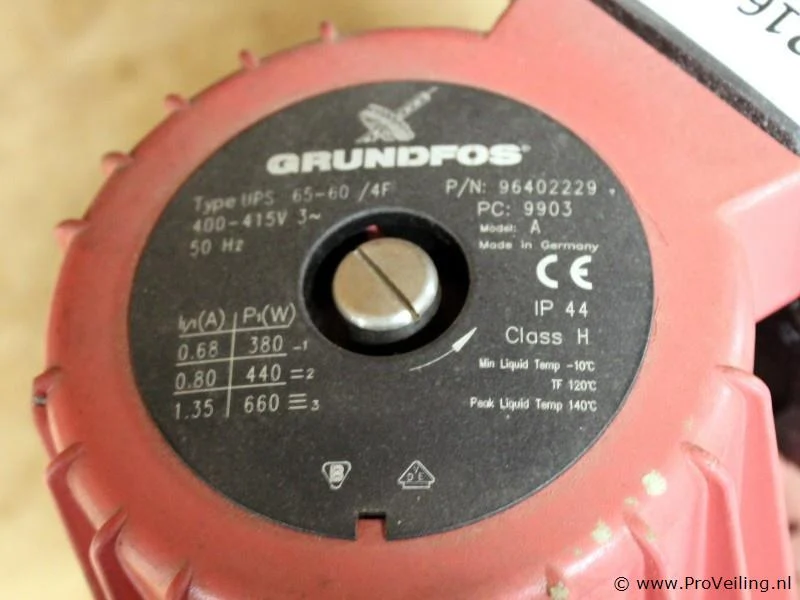 GRUNDFOS®
Type UPS 65-60 /4F
400-415V 3~
50 Hz
P/N: 96402229
PC: 9903
Model: A
Made in Germany
CE
IP 44
Class H
Min Liquid Temp -10°C
TF 120°C
Peak Liquid Temp 140°C
I1/1(A) P1(W)
0.68 380 -1
0.80 440 =2
1.35 660 ≡3
© www.ProVeiling.nl